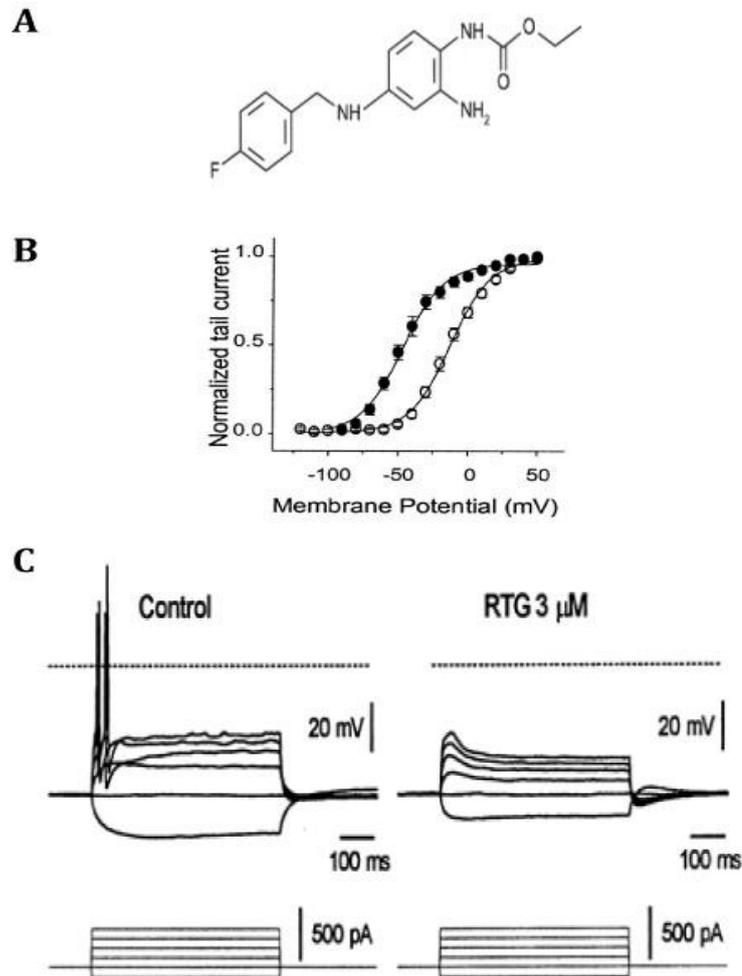 A
F
NH
NH
NH₂
O
O
B
Normalized tail current
1.0
0.5
0.0
-100
-50
0
50
Membrane Potential (mV)
C
Control
RTG 3 µM
20 mV
20 mV
100 ms
100 ms
500 pA
500 pA